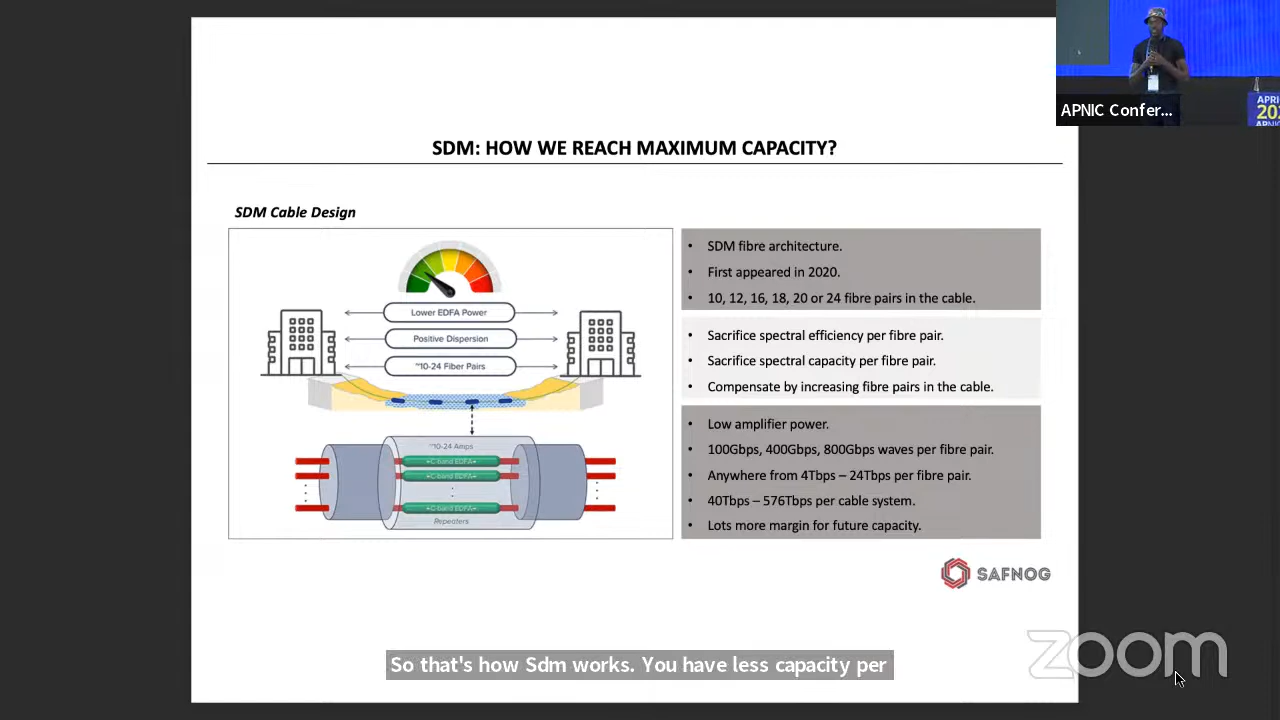 APNIC Confer...
APRI
20
APNIC
SDM: HOW WE REACH MAXIMUM CAPACITY?
SDM Cable Design
Lower EDFA Power
Positive Dispersion
~10-24 Fiber Pairs
~10-24 Amps
+C-band EDFA+
+C-band EDFA+
+C-band EDFA+
Repeaters
• SDM fibre architecture.
• First appeared in 2020.
• 10, 12, 16, 18, 20 or 24 fibre pairs in the cable.
• Sacrifice spectral efficiency per fibre pair.
• Sacrifice spectral capacity per fibre pair.
• Compensate by increasing fibre pairs in the cable.
• Low amplifier power.
• 100Gbps, 400Gbps, 800Gbps waves per fibre pair.
• Anywhere from 4Tbps – 24Tbps per fibre pair.
• 40Tbps – 576Tbps per cable system.
• Lots more margin for future capacity.
SAFNOG
So that's how Sdm works. You have less capacity per
zoom